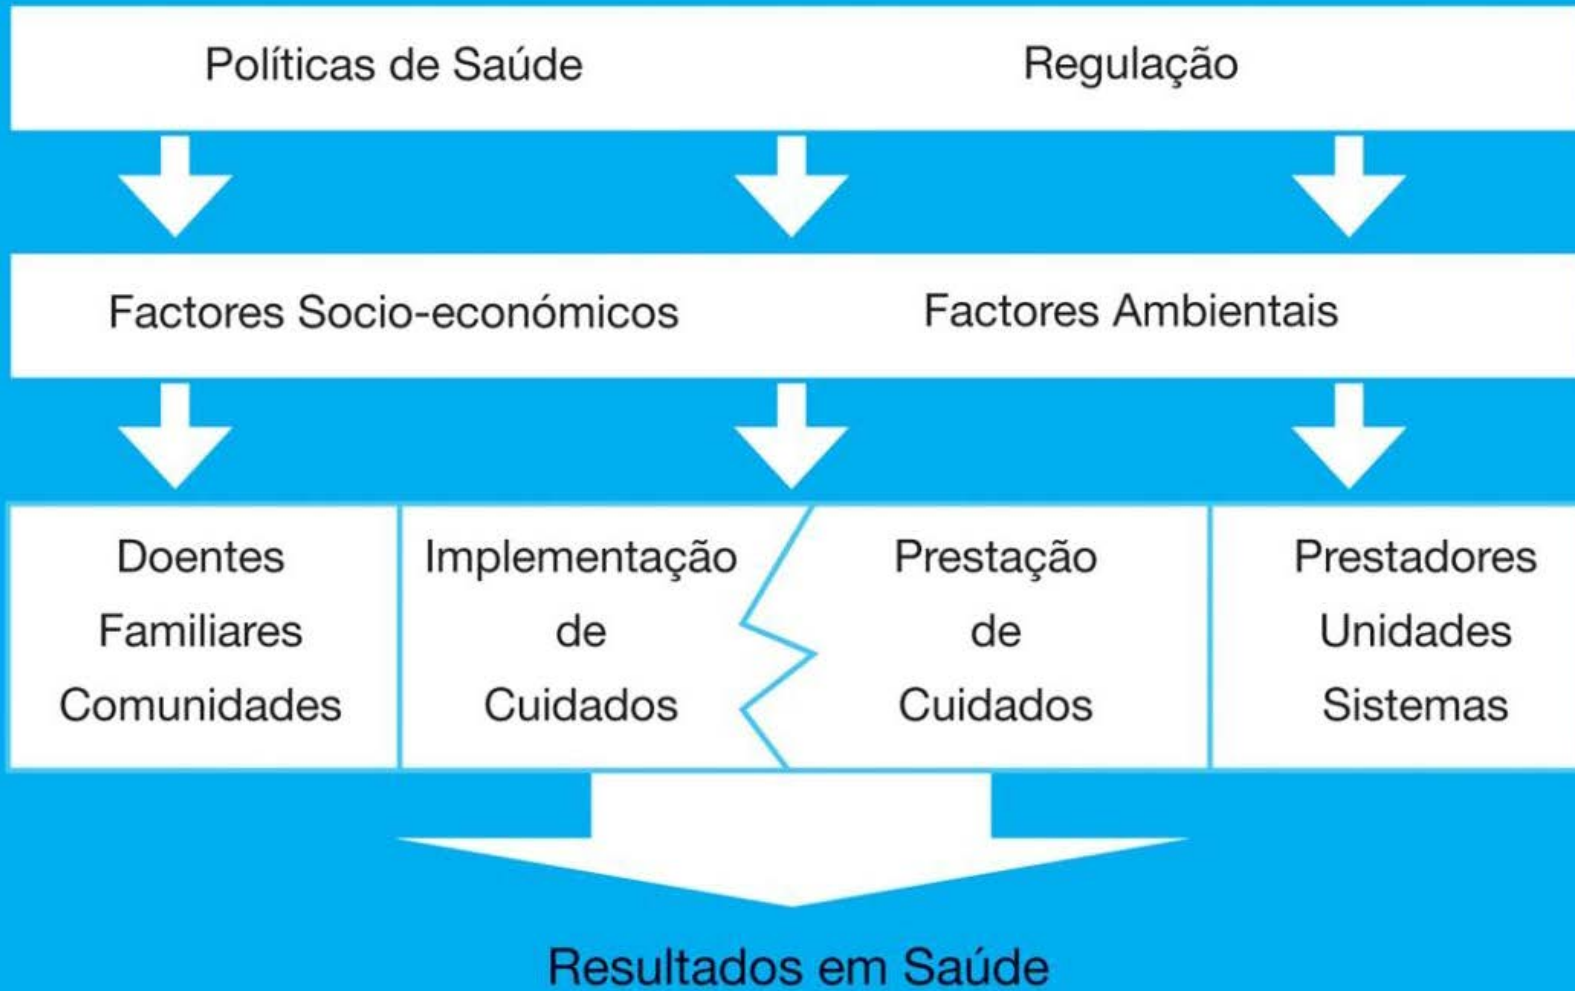 Políticas de Saúde
Regulação
Factores Socio-económicos
Factores Ambientais
Doentes
Familiares
Comunidades
Implementação
de
Cuidados
Prestação
de
Cuidados
Prestadores
Unidades
Sistemas
Resultados em Saúde